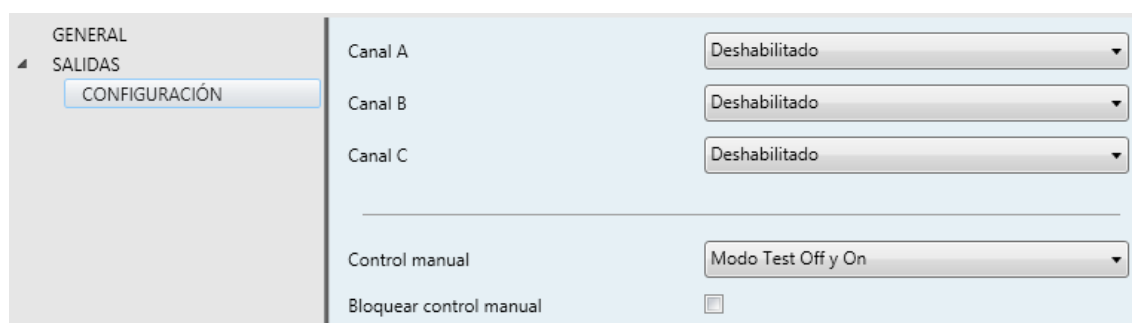 GENERAL
SALIDAS
CONFIGURACIÓN
Canal A
Deshabilitado
Canal B
Deshabilitado
Canal C
Deshabilitado
Control manual
Modo Test Off y On
Bloquear control manual